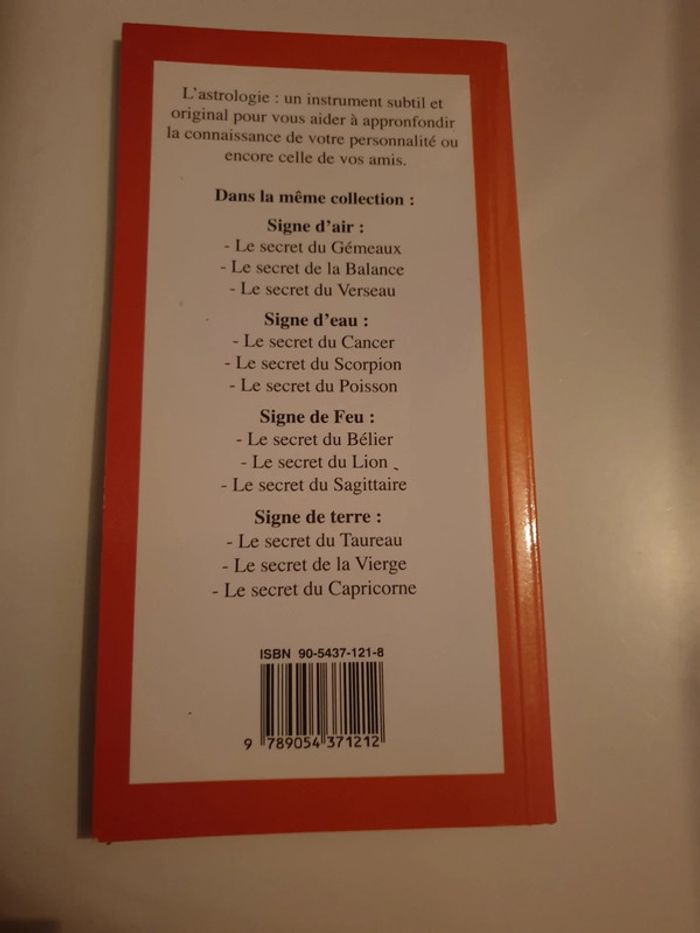 L'astrologie : un instrument subtil et
original pour vous aider à appronfondir
la connaissance de votre personnalité ou
encore celle de vos amis.
Dans la même collection :
Signe d'air :
- Le secret du Gémeaux
- Le secret de la Balance
- Le secret du Verseau
Signe d'eau :
- Le secret du Cancer
- Le secret du Scorpion
- Le secret du Poisson
Signe de Feu :
- Le secret du Bélier
- Le secret du Lion
- Le secret du Sagittaire
Signe de terre :
- Le secret du Taureau
- Le secret de la Vierge
- Le secret du Capricorne
ISBN 90-5437-121-8
9 789054 371212